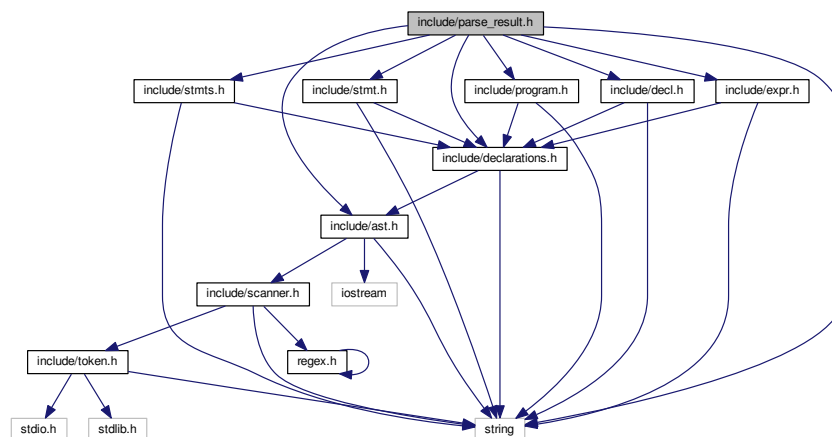 include/parse_result.h
include/stmts.h
include/stmt.h
include/program.h
include/decl.h
include/expr.h
include/declarations.h
include/ast.h
include/scanner.h
iostream
include/token.h
regex.h
stdio.h
stdlib.h
string